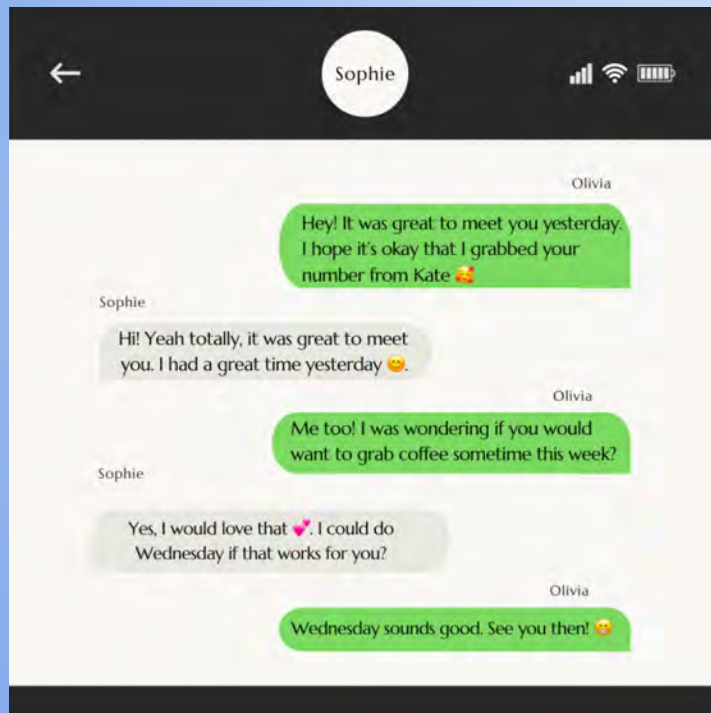 Sophie
Olivia
Hey! It was great to meet you yesterday.
I hope it's okay that I grabbed your
number from Kate 🥰
Sophie
Hi! Yeah totally, it was great to meet
you. I had a great time yesterday 😊.
Olivia
Me too! I was wondering if you would
want to grab coffee sometime this week?
Sophie
Yes, I would love that 💕. I could do
Wednesday if that works for you?
Olivia
Wednesday sounds good. See you then! 😁